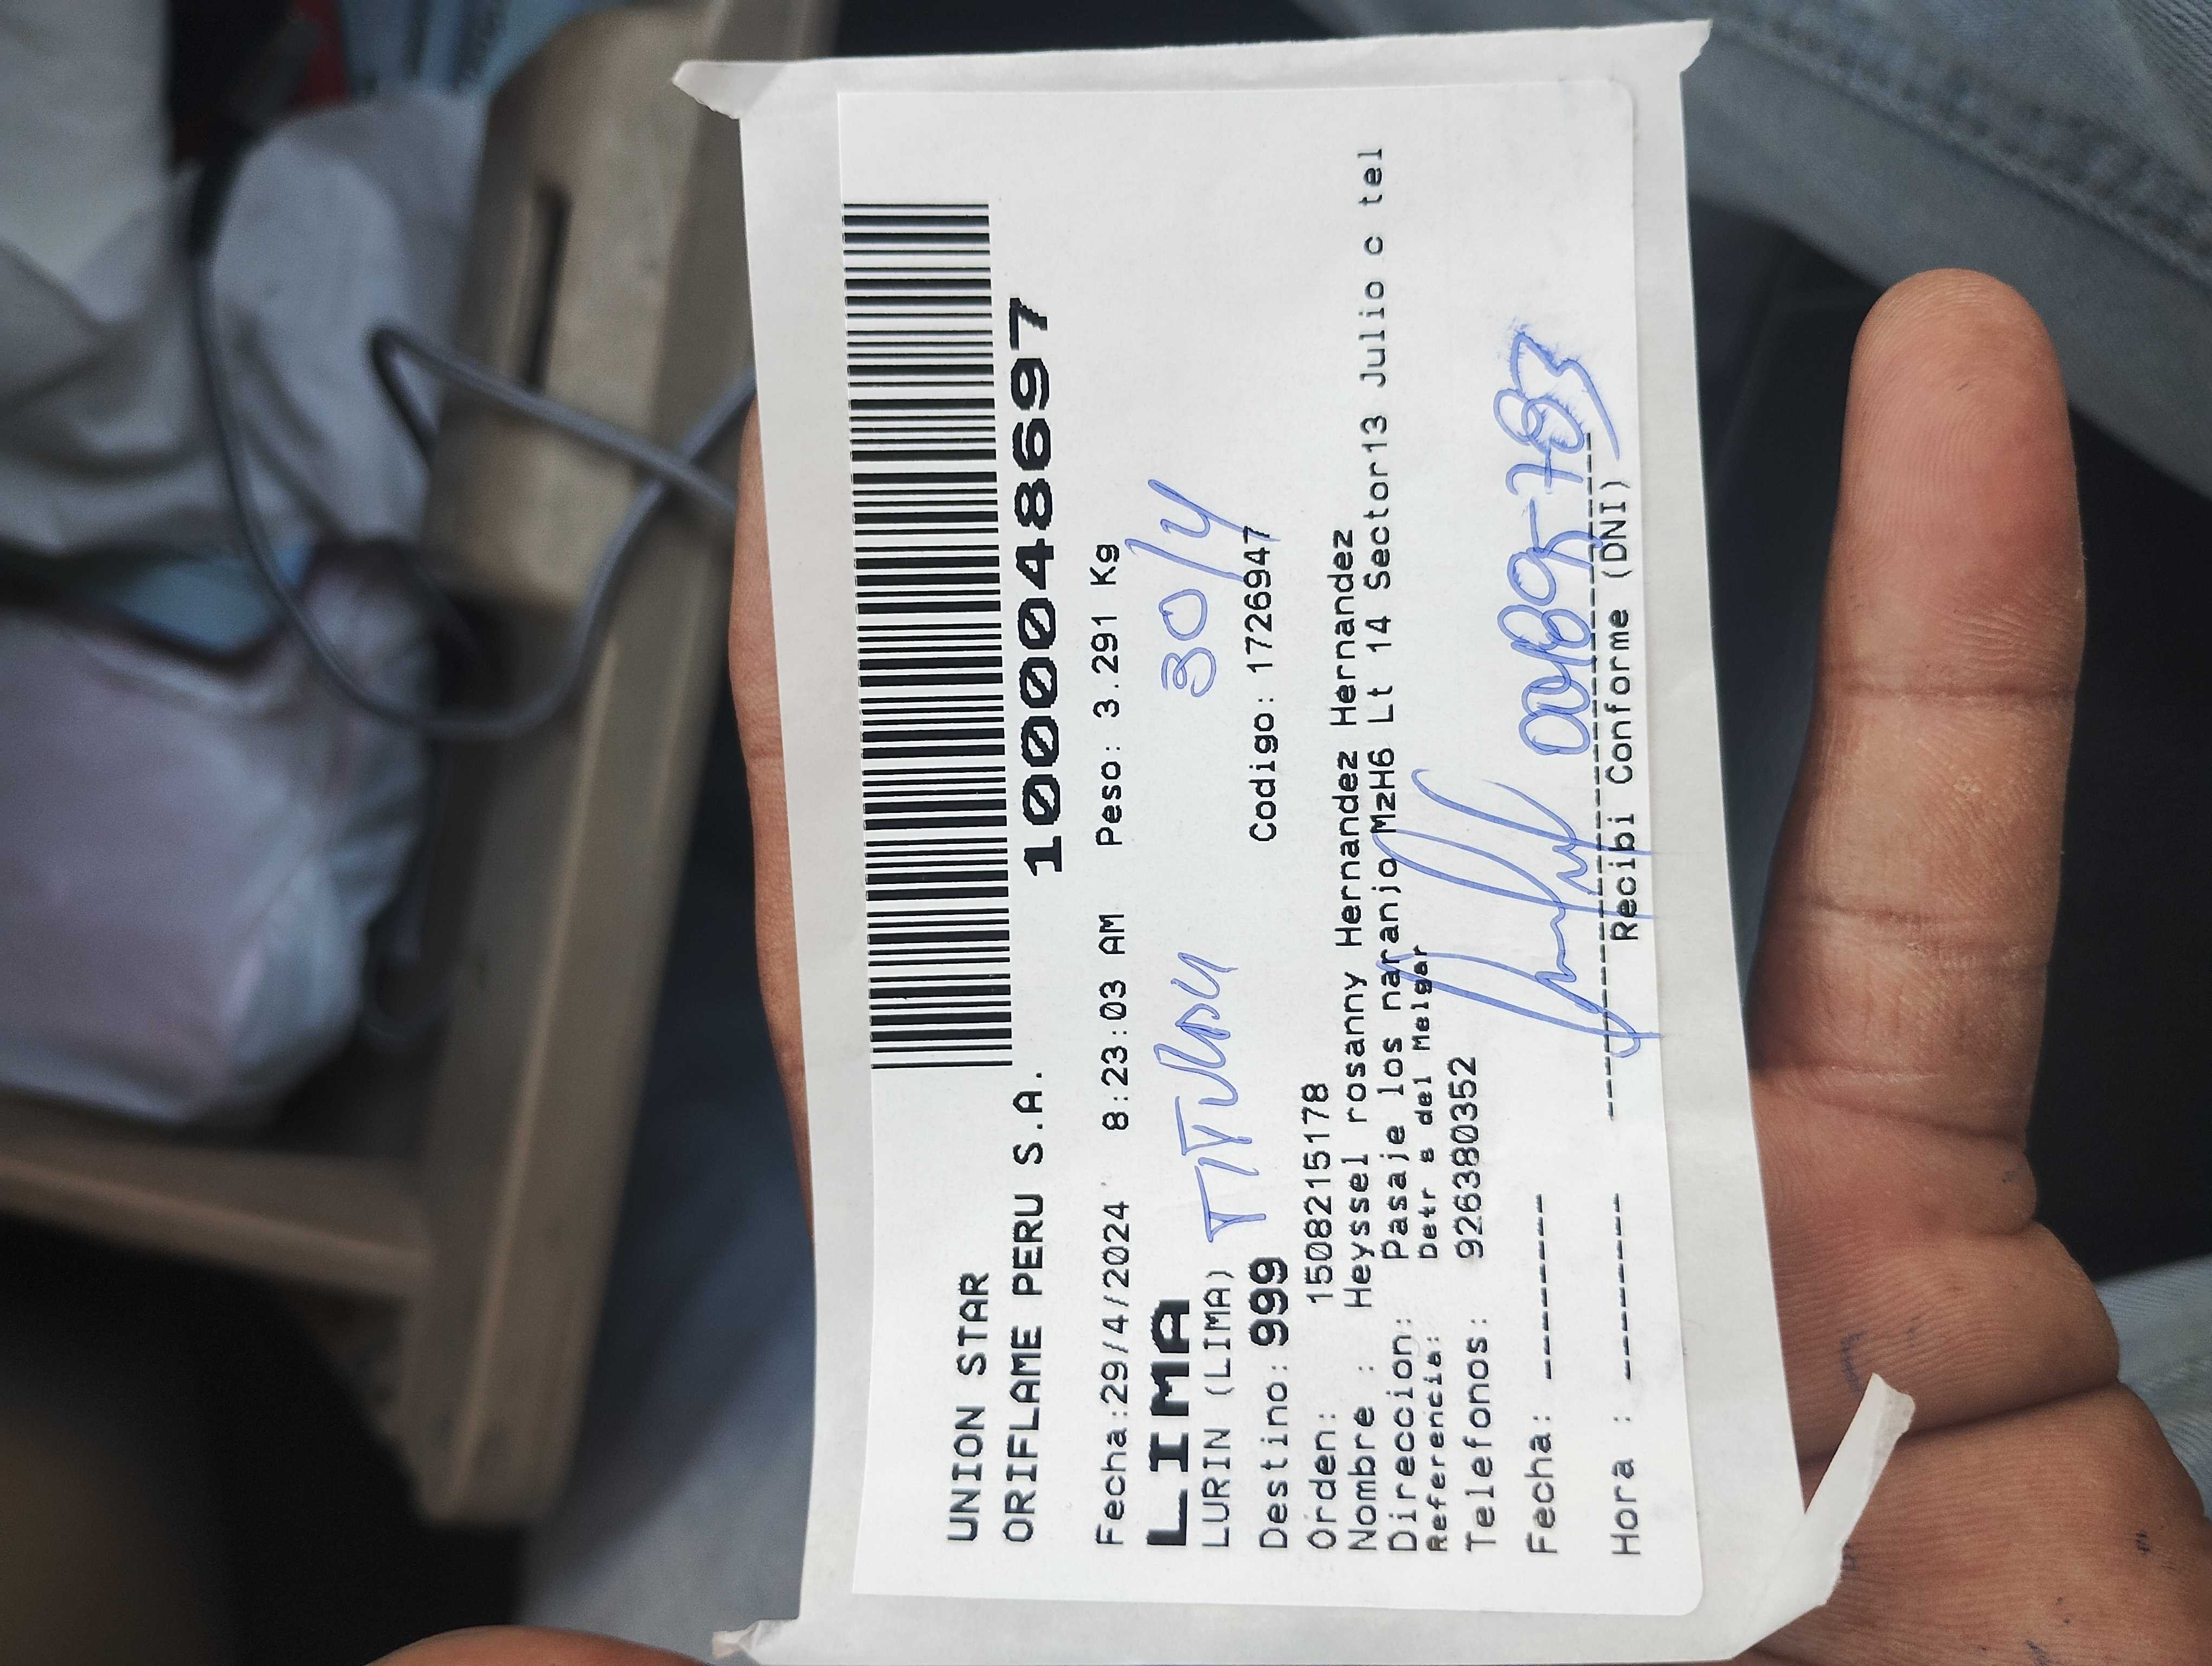 UNION STAR
ORIFLAME PERU S.A.
1000048697
Fecha:29/4/2024 8:23:03 AM Peso: 3.291 Kg
LIMA
LURIN (LIMA) TITULAR 30/4
Destino: 999 Codigo: 1726947
Orden: 1508215178
Nombre : Heyssel rosanny Hernandez Hernandez
Direccion: Pasaje los naranjo MzH6 Lt 14 Sector13 Julio c tel
Referencia: Detr s del Melgar
Telefonos: 926380352
Fecha: --------
Hora : --------
Recibi Conforme (DNI)